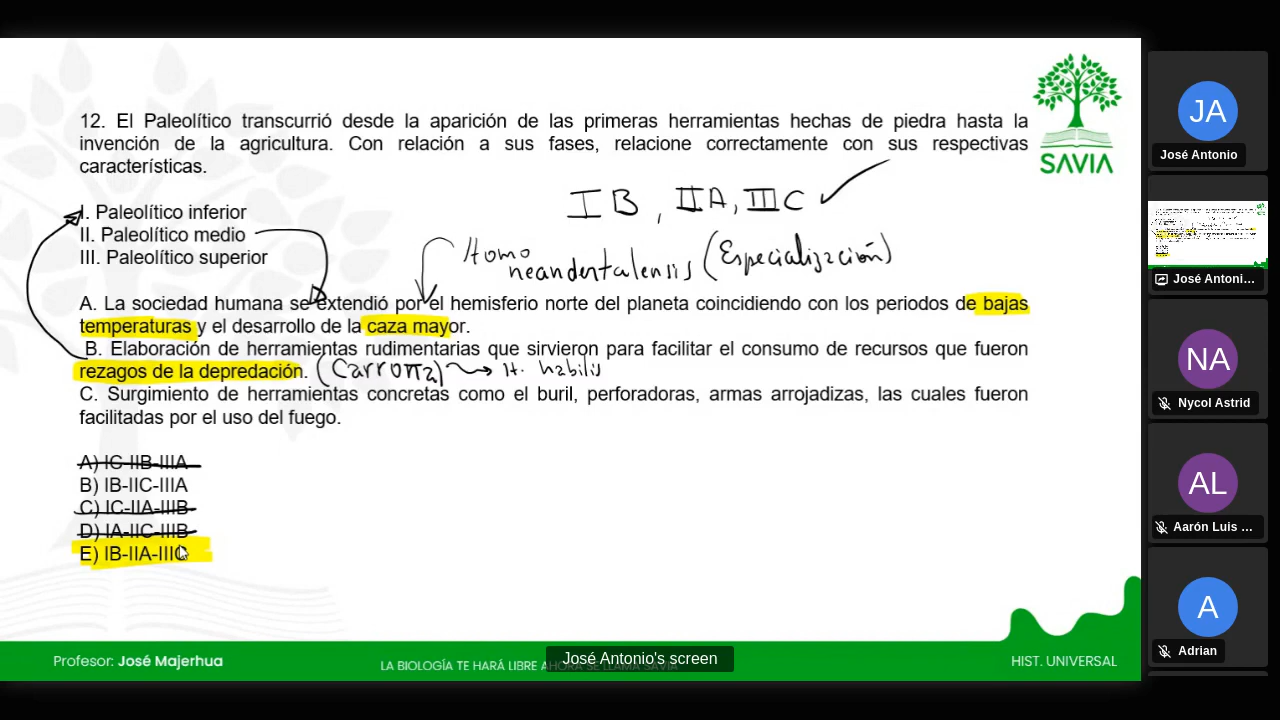 12. El Paleolítico transcurrió desde la aparición de las primeras herramientas hechas de piedra hasta la
invención de la agricultura. Con relación a sus fases, relacione correctamente con sus respectivas
características.
SAVIA
I B , II A, III C
I. Paleolítico inferior
II. Paleolítico medio
III. Paleolítico superior
Homo
neandertalensis (Especialización)
A. La sociedad humana se extendió por el hemisferio norte del planeta coincidiendo con los periodos de bajas
temperaturas y el desarrollo de la caza mayor.
B. Elaboración de herramientas rudimentarias que sirvieron para facilitar el consumo de recursos que fueron
rezagos de la depredación. (Carroña) H. habilis
C. Surgimiento de herramientas concretas como el buril, perforadoras, armas arrojadizas, las cuales fueron
facilitadas por el uso del fuego.
A) IC-IIB-IIIA
B) IB-IIC-IIIA
C) IC-IIA-IIIB
D) IA-IIC-IIIB
E) IB-IIA-IIIC
Profesor: José Majerhua
LA BIOLOGÍA TE HARÁ LIBRE AHORA SE LLAMA SAVIA
José Antonio's screen
HIST. UNIVERSAL
JA
José Antonio
José Antoni...
NA
Nycol Astrid
AL
Aarón Luis ...
A
Adrian